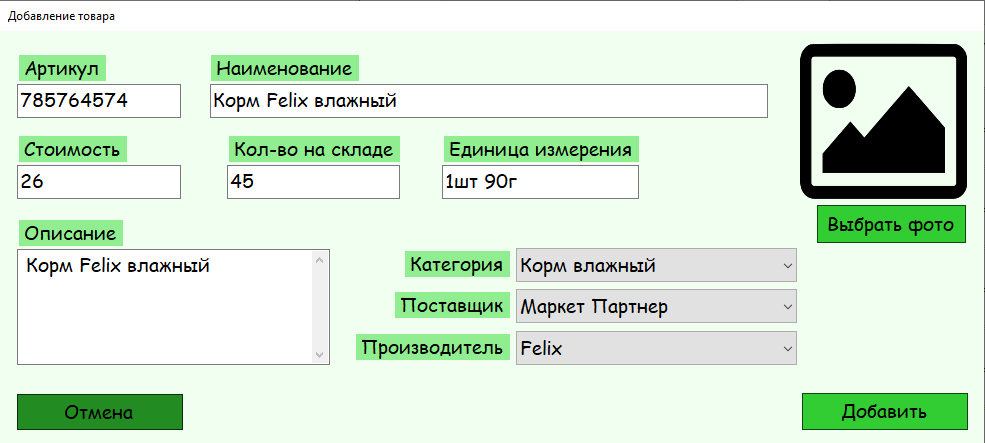 Добавление товара
Артикул
Наименование
785764574
Корм Felix влажный
Стоимость
Кол-во на складе
Единица измерения
26
45
1шт 90г
Выбрать фото
Описание
Корм Felix влажный
Категория
Корм влажный
Поставщик
Маркет Партнер
Производитель
Felix
Отмена
Добавить